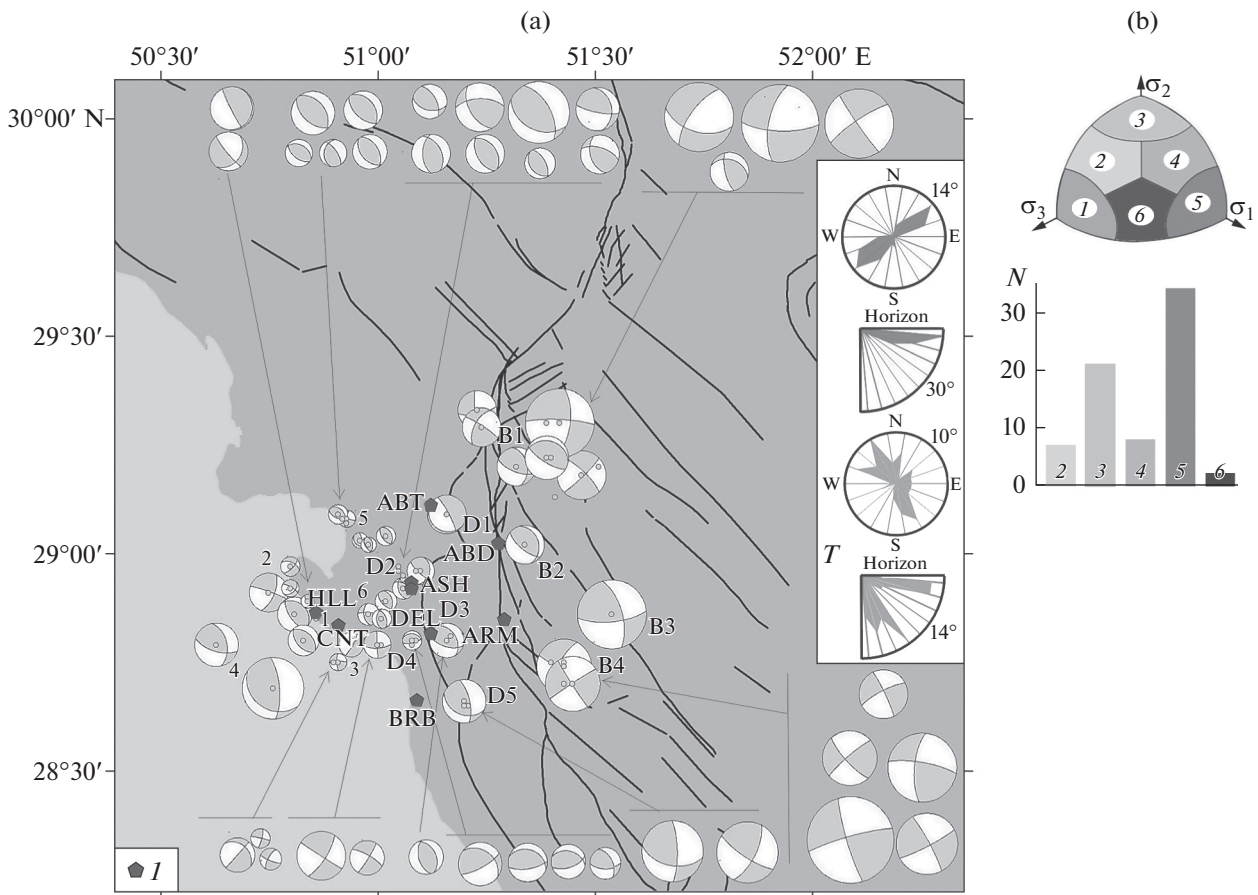 (a)
(b)
50°30′ 51°00′ 51°30′ 52°00′ E
30°00′ N
29°30′
29°00′
28°30′
N
14°
W E
S
Horizon
30°
N
10°
W E
S
T
Horizon
14°
B1
ABT
D1
5
ABD
B2
2
D2
ASH
HLL
6
1
DEL
D3
CNT
ARM
B3
4
3
D4
B4
D5
BRB
1
σ2
3
2 4
σ3 1 6 5 σ1
N
30
20
10
0
2 3 4 5 6